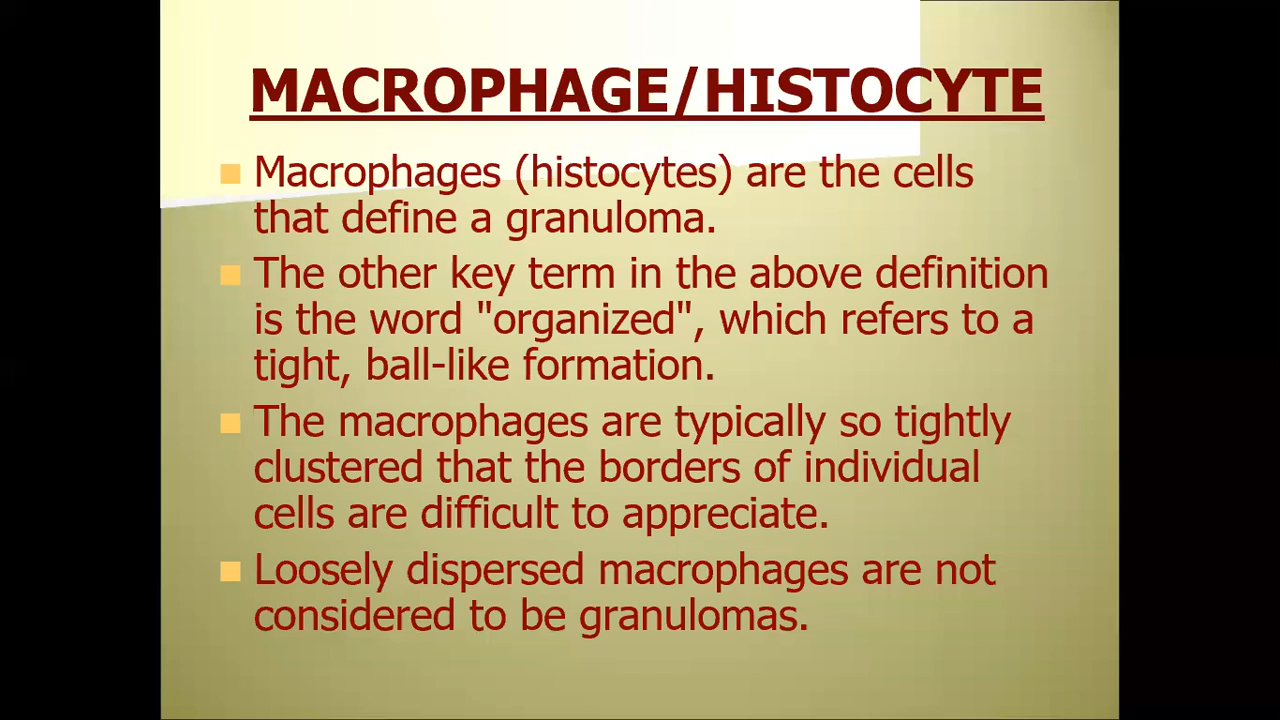 MACROPHAGE/HISTOCYTE
Macrophages (histocytes) are the cells
that define a granuloma.
The other key term in the above definition
is the word "organized", which refers to a
tight, ball-like formation.
The macrophages are typically so tightly
clustered that the borders of individual
cells are difficult to appreciate.
Loosely dispersed macrophages are not
considered to be granulomas.